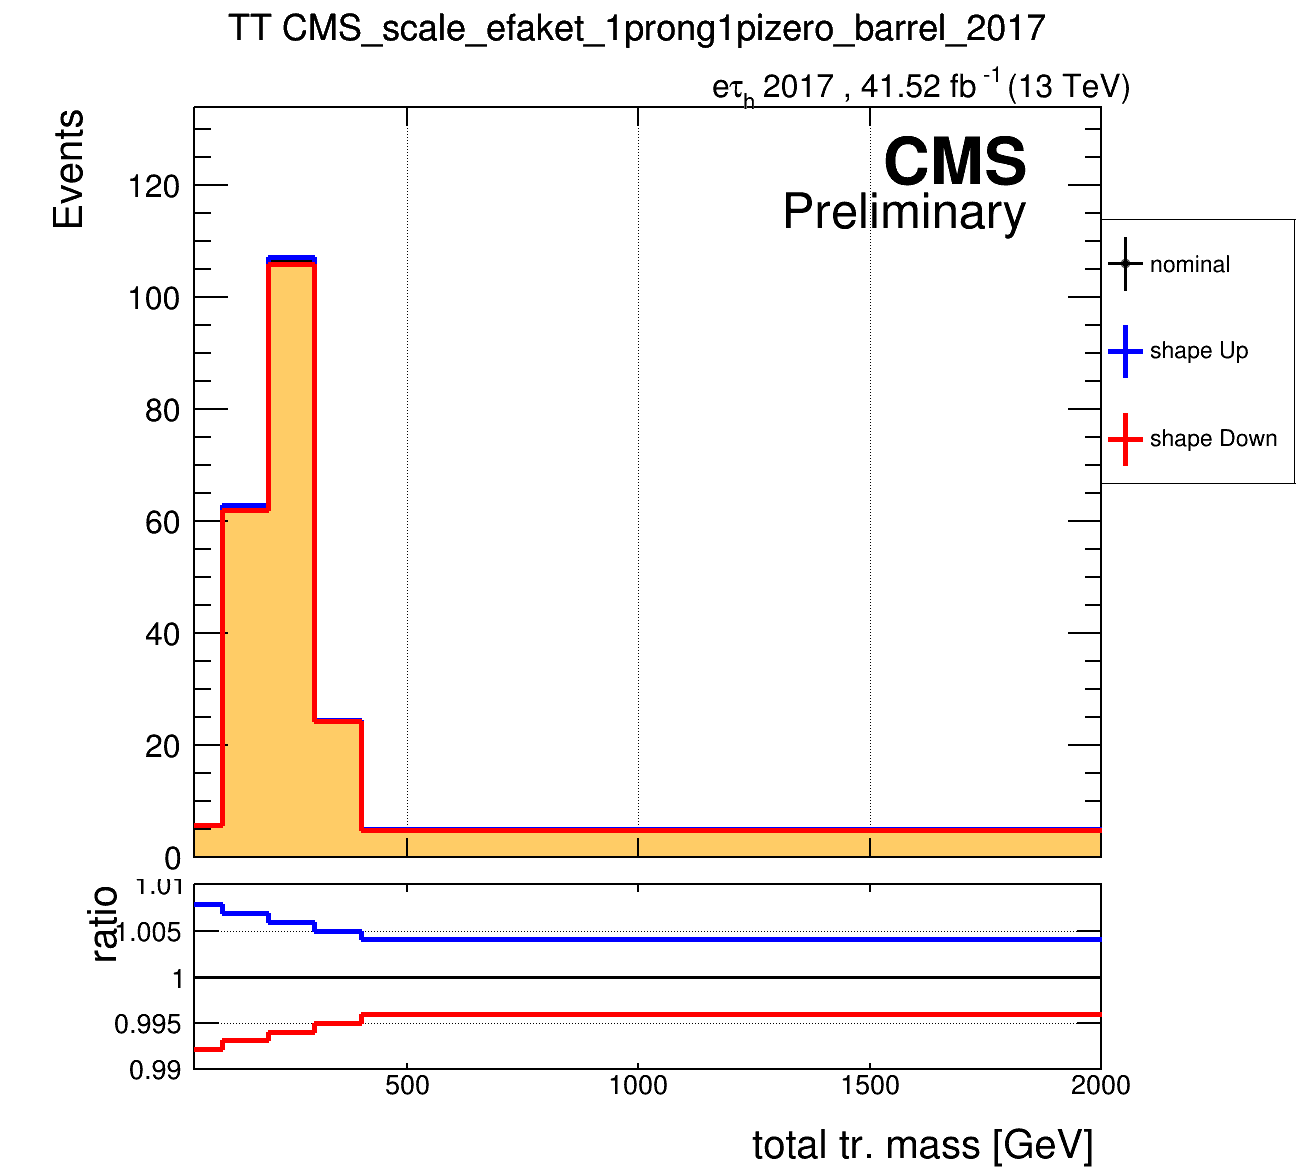 TT CMS_scale_efaket_1prong1pizero_barrel_2017
eτh 2017 , 41.52 fb -1 (13 TeV)
Events
CMS
Preliminary
120
100
80
60
40
20
0
nominal
shape Up
shape Down
ratio
1.01
1.005
1
0.995
0.99
500 1000 1500 2000
total tr. mass [GeV]